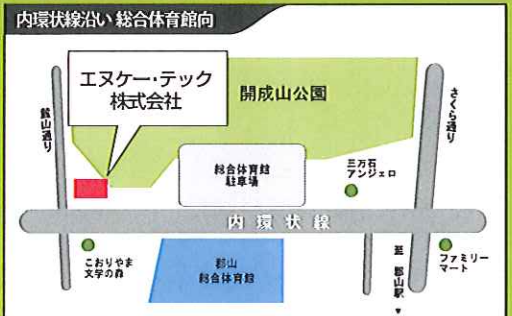 内環状線沿い 総合体育館向
エヌケー・テック
株式会社
開成山公園
さくら通り
総合体育館
駐車場
三万石
アンジェロ
内環状線
こおりやま
文学の森
郡山
総合体育館
至 郡山駅
ファミリー
マート